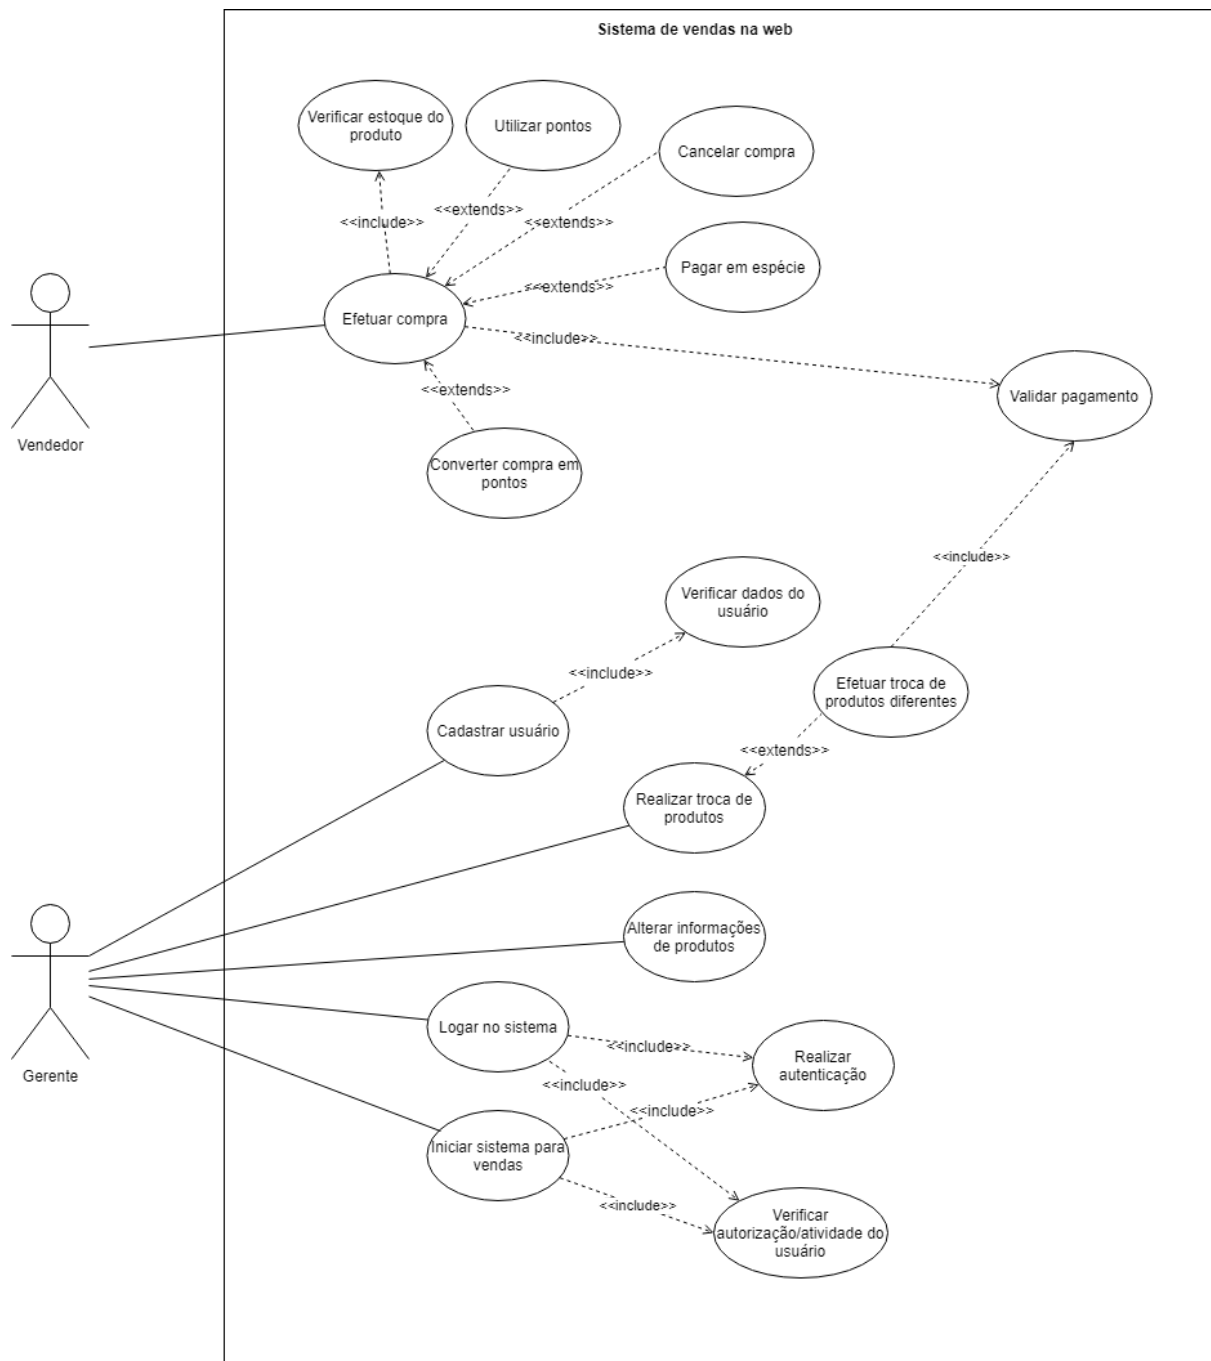 Sistema de vendas na web
Verificar estoque do
produto
Utilizar pontos
Cancelar compra
<<include>>
<<extends>>
<<extends>>
Pagar em espécie
<<extends>>
Efetuar compra
<<include>>
Vendedor
<<extends>>
Validar pagamento
Converter compra em
pontos
<<include>>
Verificar dados do
usuário
<<include>>
Efetuar troca de
produtos diferentes
Cadastrar usuário
<<extends>>
Realizar troca de
produtos
Alterar informações
de produtos
Gerente
Logar no sistema
<<include>>
Realizar
autenticação
<<include>>
<<include>>
Iniciar sistema para
vendas
<<include>>
Verificar
autorização/atividade do
usuário